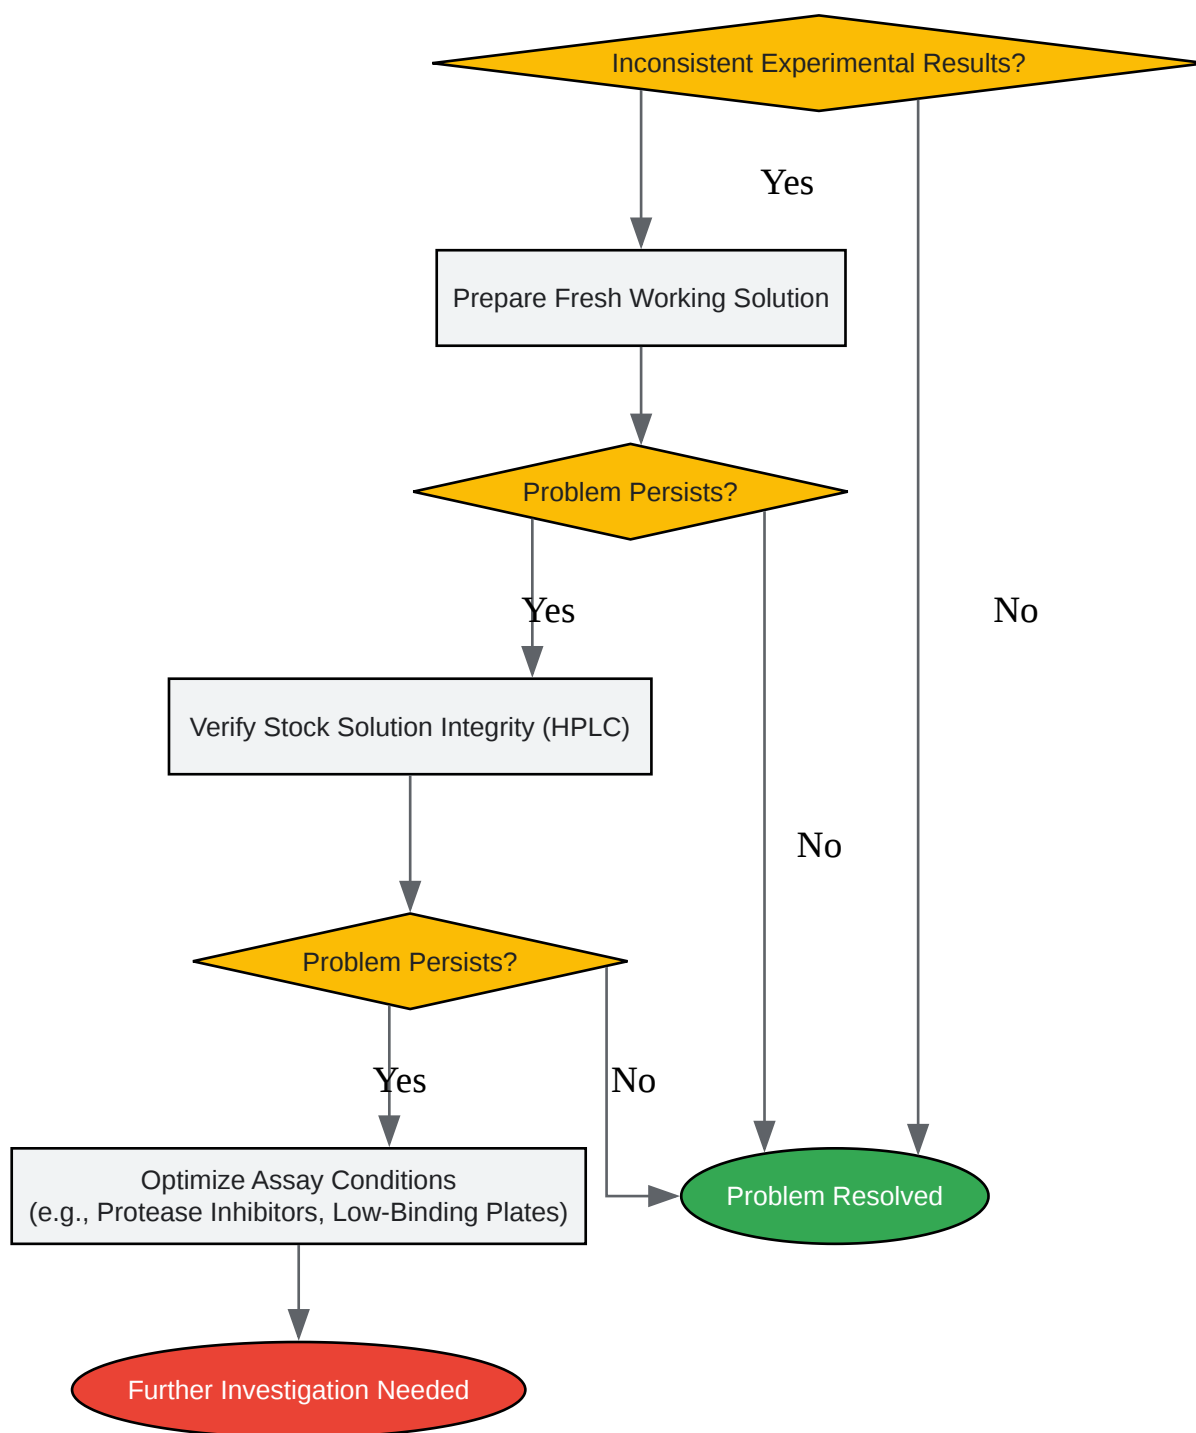 Inconsistent Experimental Results?
Yes
Prepare Fresh Working Solution
Problem Persists?
Yes
No
Verify Stock Solution Integrity (HPLC)
No
Problem Persists?
Yes
No
Optimize Assay Conditions
(e.g., Protease Inhibitors, Low-Binding Plates)
Problem Resolved
Further Investigation Needed